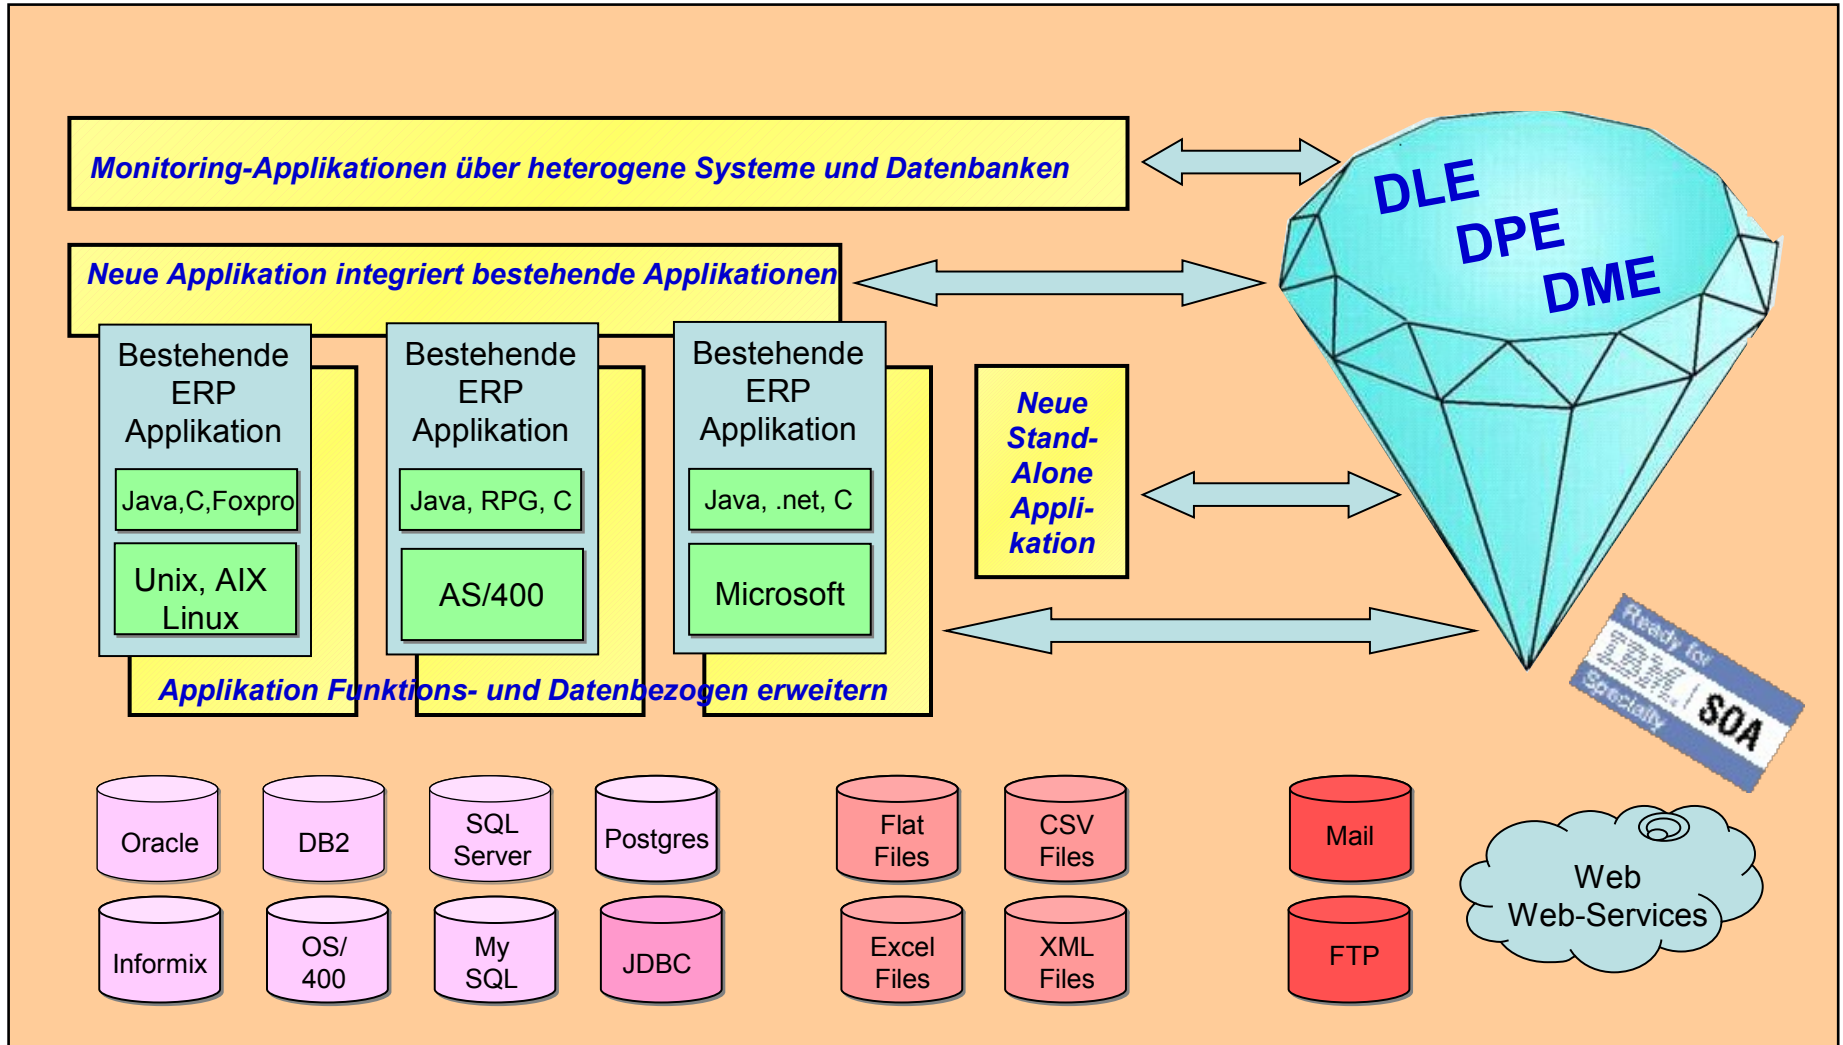 Monitoring-Applikationen über heterogene Systeme und Datenbanken
DLE
DPE
DME
Neue Applikation integriert bestehende Applikationen
Bestehende
ERP
Applikation
Java,C,Foxpro
Unix, AIX
Linux
Bestehende
ERP
Applikation
Java, RPG, C
AS/400
Bestehende
ERP
Applikation
Java, .net, C
Microsoft
Neue
Stand-
Alone
Appli-
kation
Applikation Funktions- und Datenbezogen erweitern
Ready for
IBM
SOA
Specialty
Oracle
DB2
SQL
Server
Postgres
Flat
Files
CSV
Files
Mail
Web
Web-Services
Informix
OS/
400
My
SQL
JDBC
Excel
Files
XML
Files
FTP